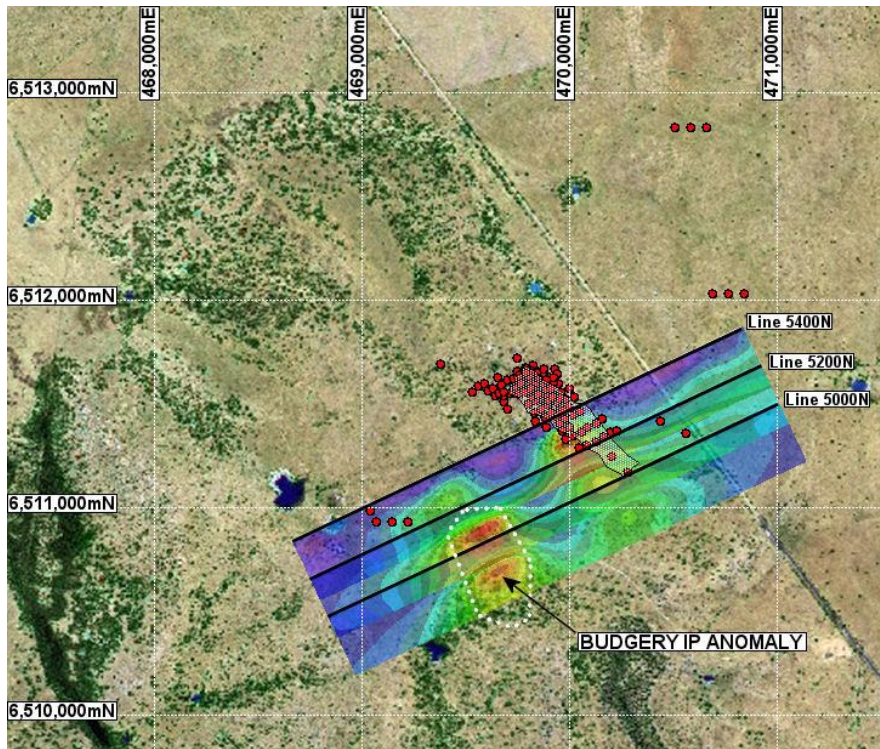 468,000mE
469,000mE
470,000mE
471,000mE
6,513,000mN
6,512,000mN
Line 5400N
Line 5200N
Line 5000N
6,511,000mN
BUDGERY IP ANOMALY
6,510,000mN